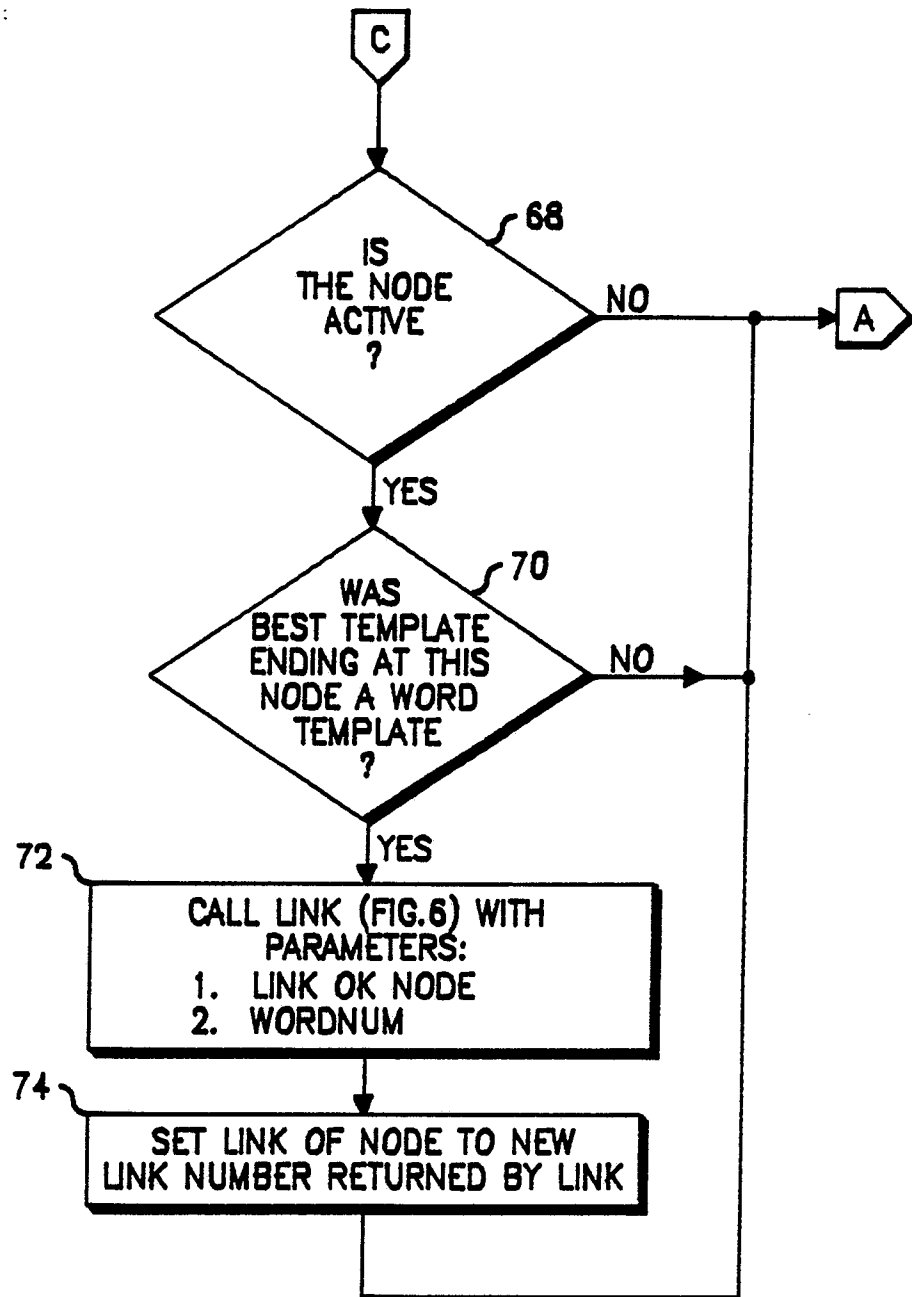 C
68
IS
THE NODE
ACTIVE
?
NO
A
YES
70
WAS
BEST TEMPLATE
ENDING AT THIS
NODE A WORD
TEMPLATE
?
NO
YES
72
CALL LINK (FIG.6) WITH
PARAMETERS:
1. LINK OK NODE
2. WORDNUM
74
SET LINK OF NODE TO NEW
LINK NUMBER RETURNED BY LINK